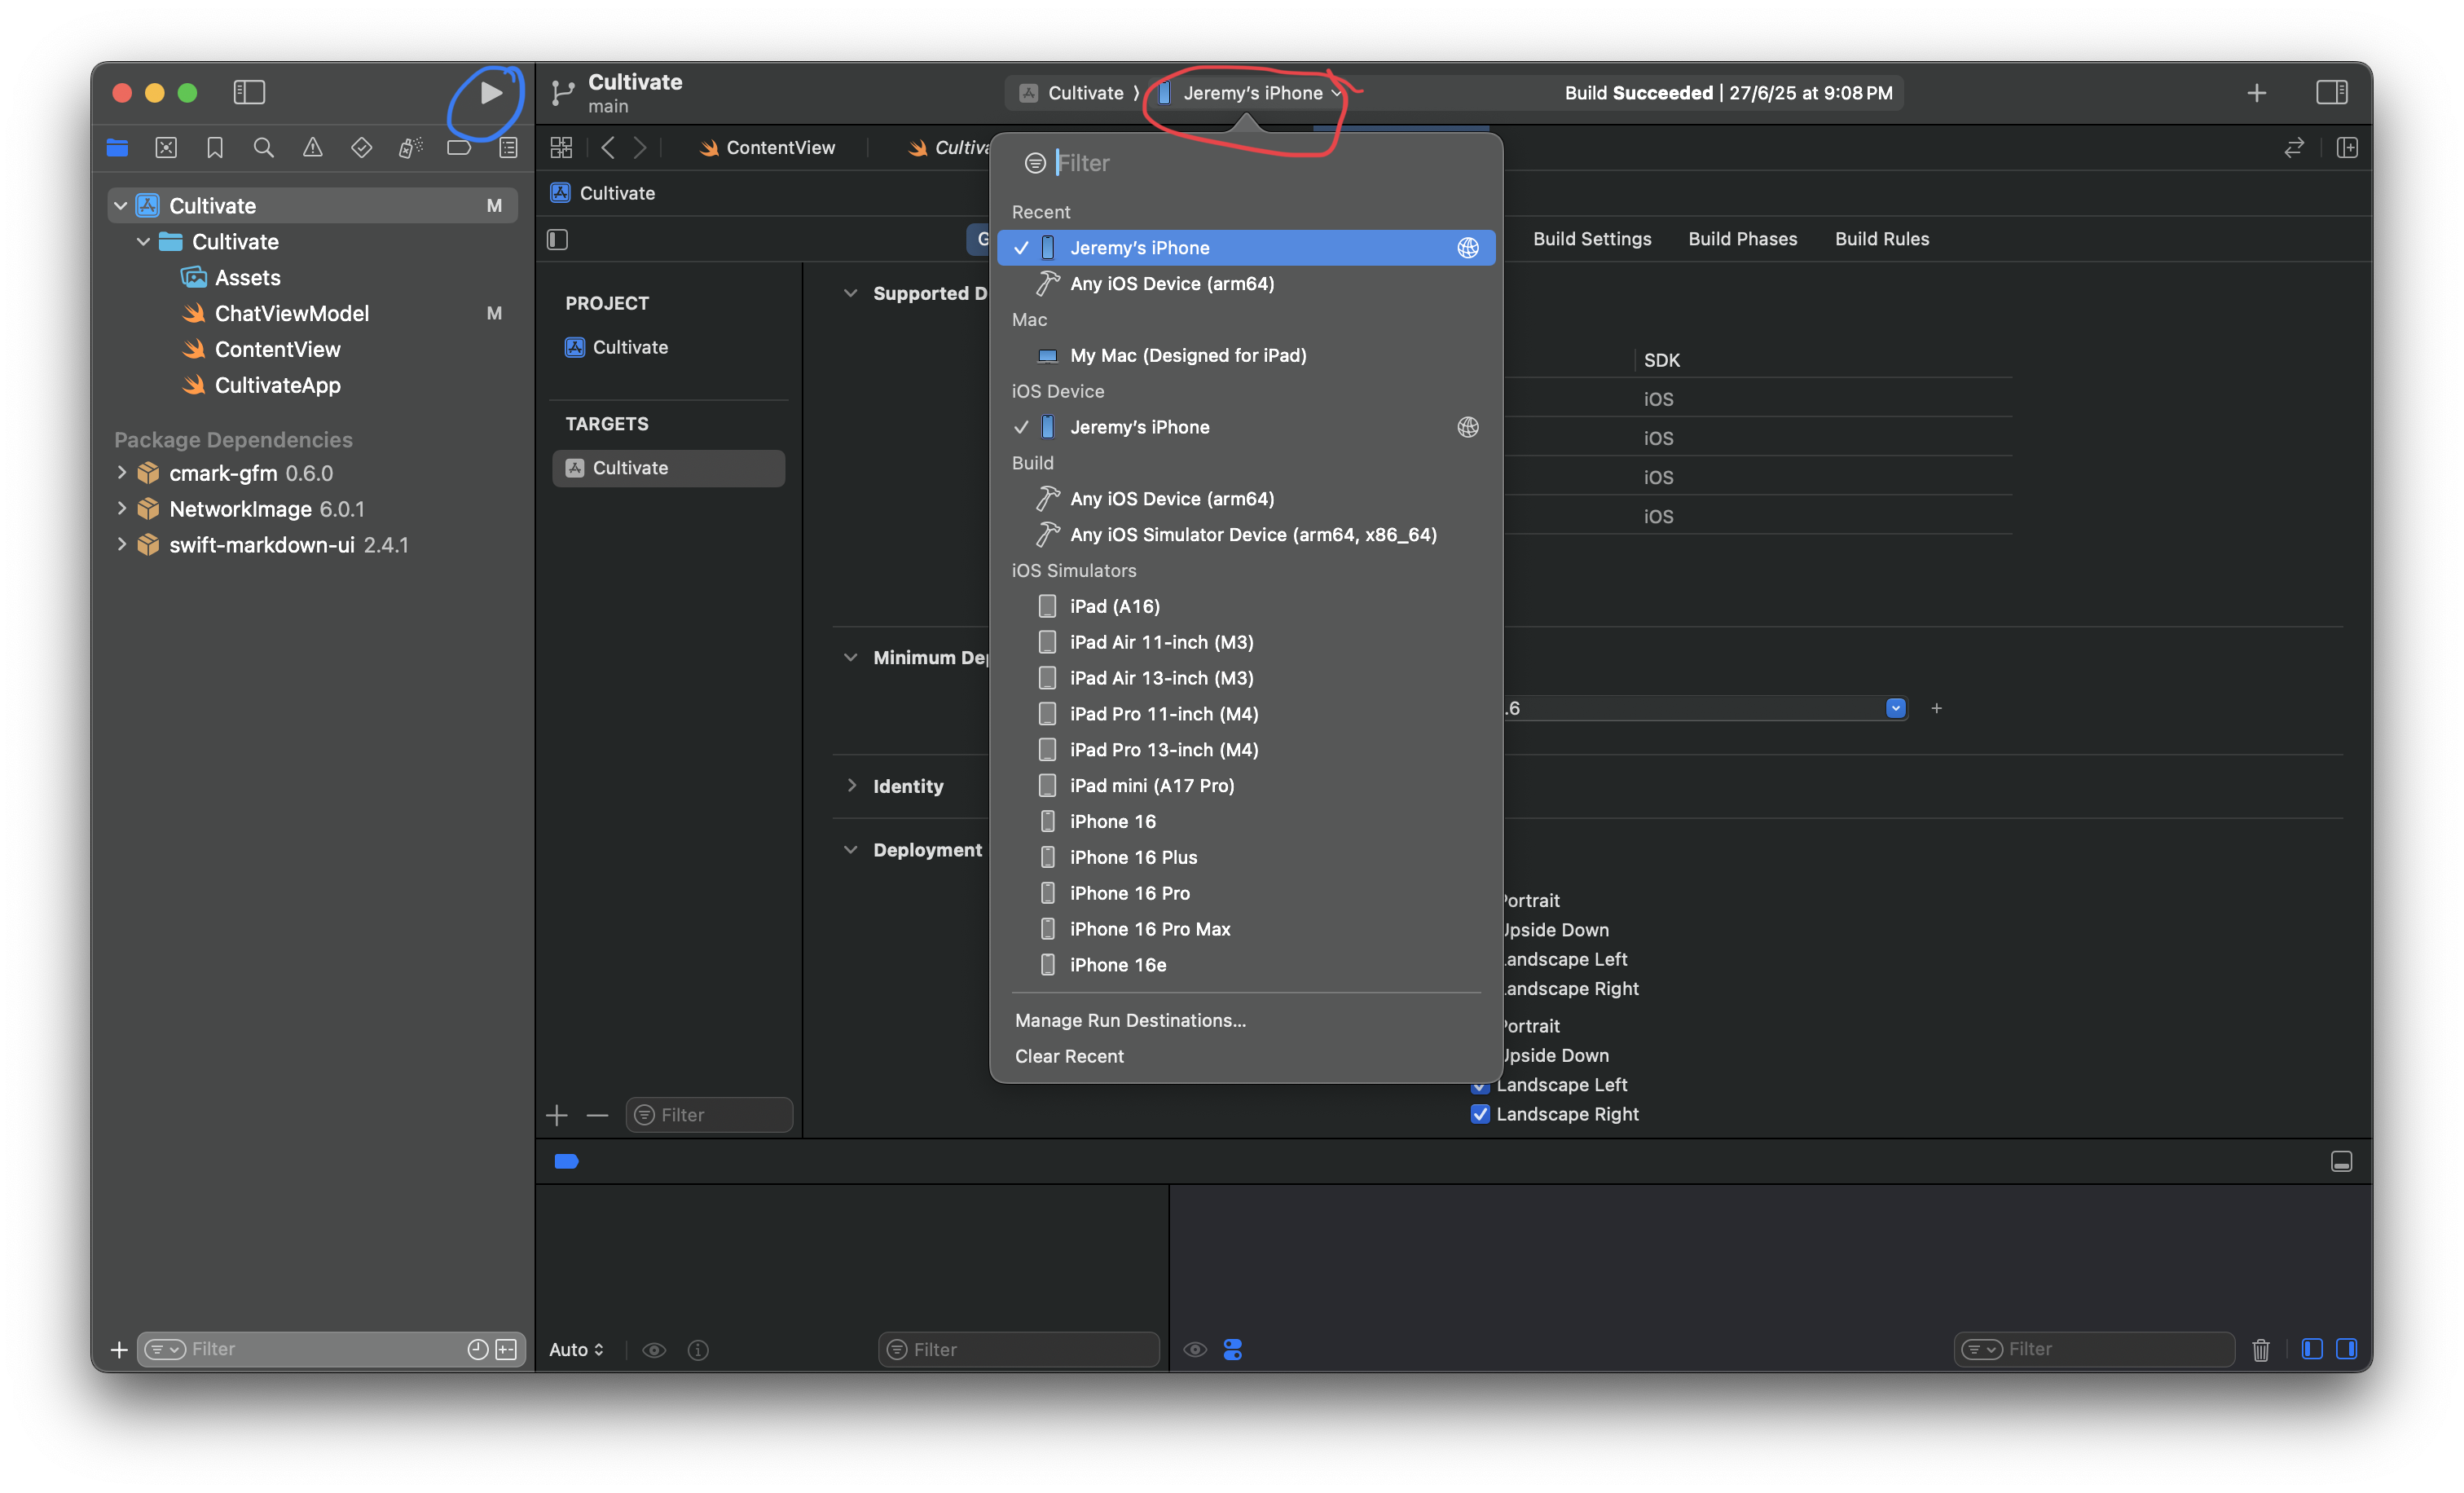 Cultivate
main
Cultivate
Jeremy’s iPhone
Build Succeeded | 27/6/25 at 9:08 PM
ContentView
Cultivate
M
Cultivate
Assets
ChatViewModel
M
ContentView
CultivateApp
Package Dependencies
cmark-gfm 0.6.0
NetworkImage 6.0.1
swift-markdown-ui 2.4.1
Filter
Cultivate
Build Settings
Build Phases
Build Rules
PROJECT
Cultivate
TARGETS
Cultivate
Filter
SDK
iOS
iOS
iOS
iOS
Identity
Deployment
.6
Filter
Recent
Jeremy’s iPhone
Any iOS Device (arm64)
Mac
My Mac (Designed for iPad)
iOS Device
Jeremy’s iPhone
Build
Any iOS Device (arm64)
Any iOS Simulator Device (arm64, x86_64)
iOS Simulators
iPad (A16)
iPad Air 11-inch (M3)
iPad Air 13-inch (M3)
iPad Pro 11-inch (M4)
iPad Pro 13-inch (M4)
iPad mini (A17 Pro)
iPhone 16
iPhone 16 Plus
iPhone 16 Pro
iPhone 16 Pro Max
iPhone 16e
Manage Run Destinations...
Clear Recent
Supported D
Minimum De
Portrait
Upside Down
Landscape Left
Landscape Right
Portrait
Upside Down
Landscape Left
Landscape Right
Auto
Filter
Filter